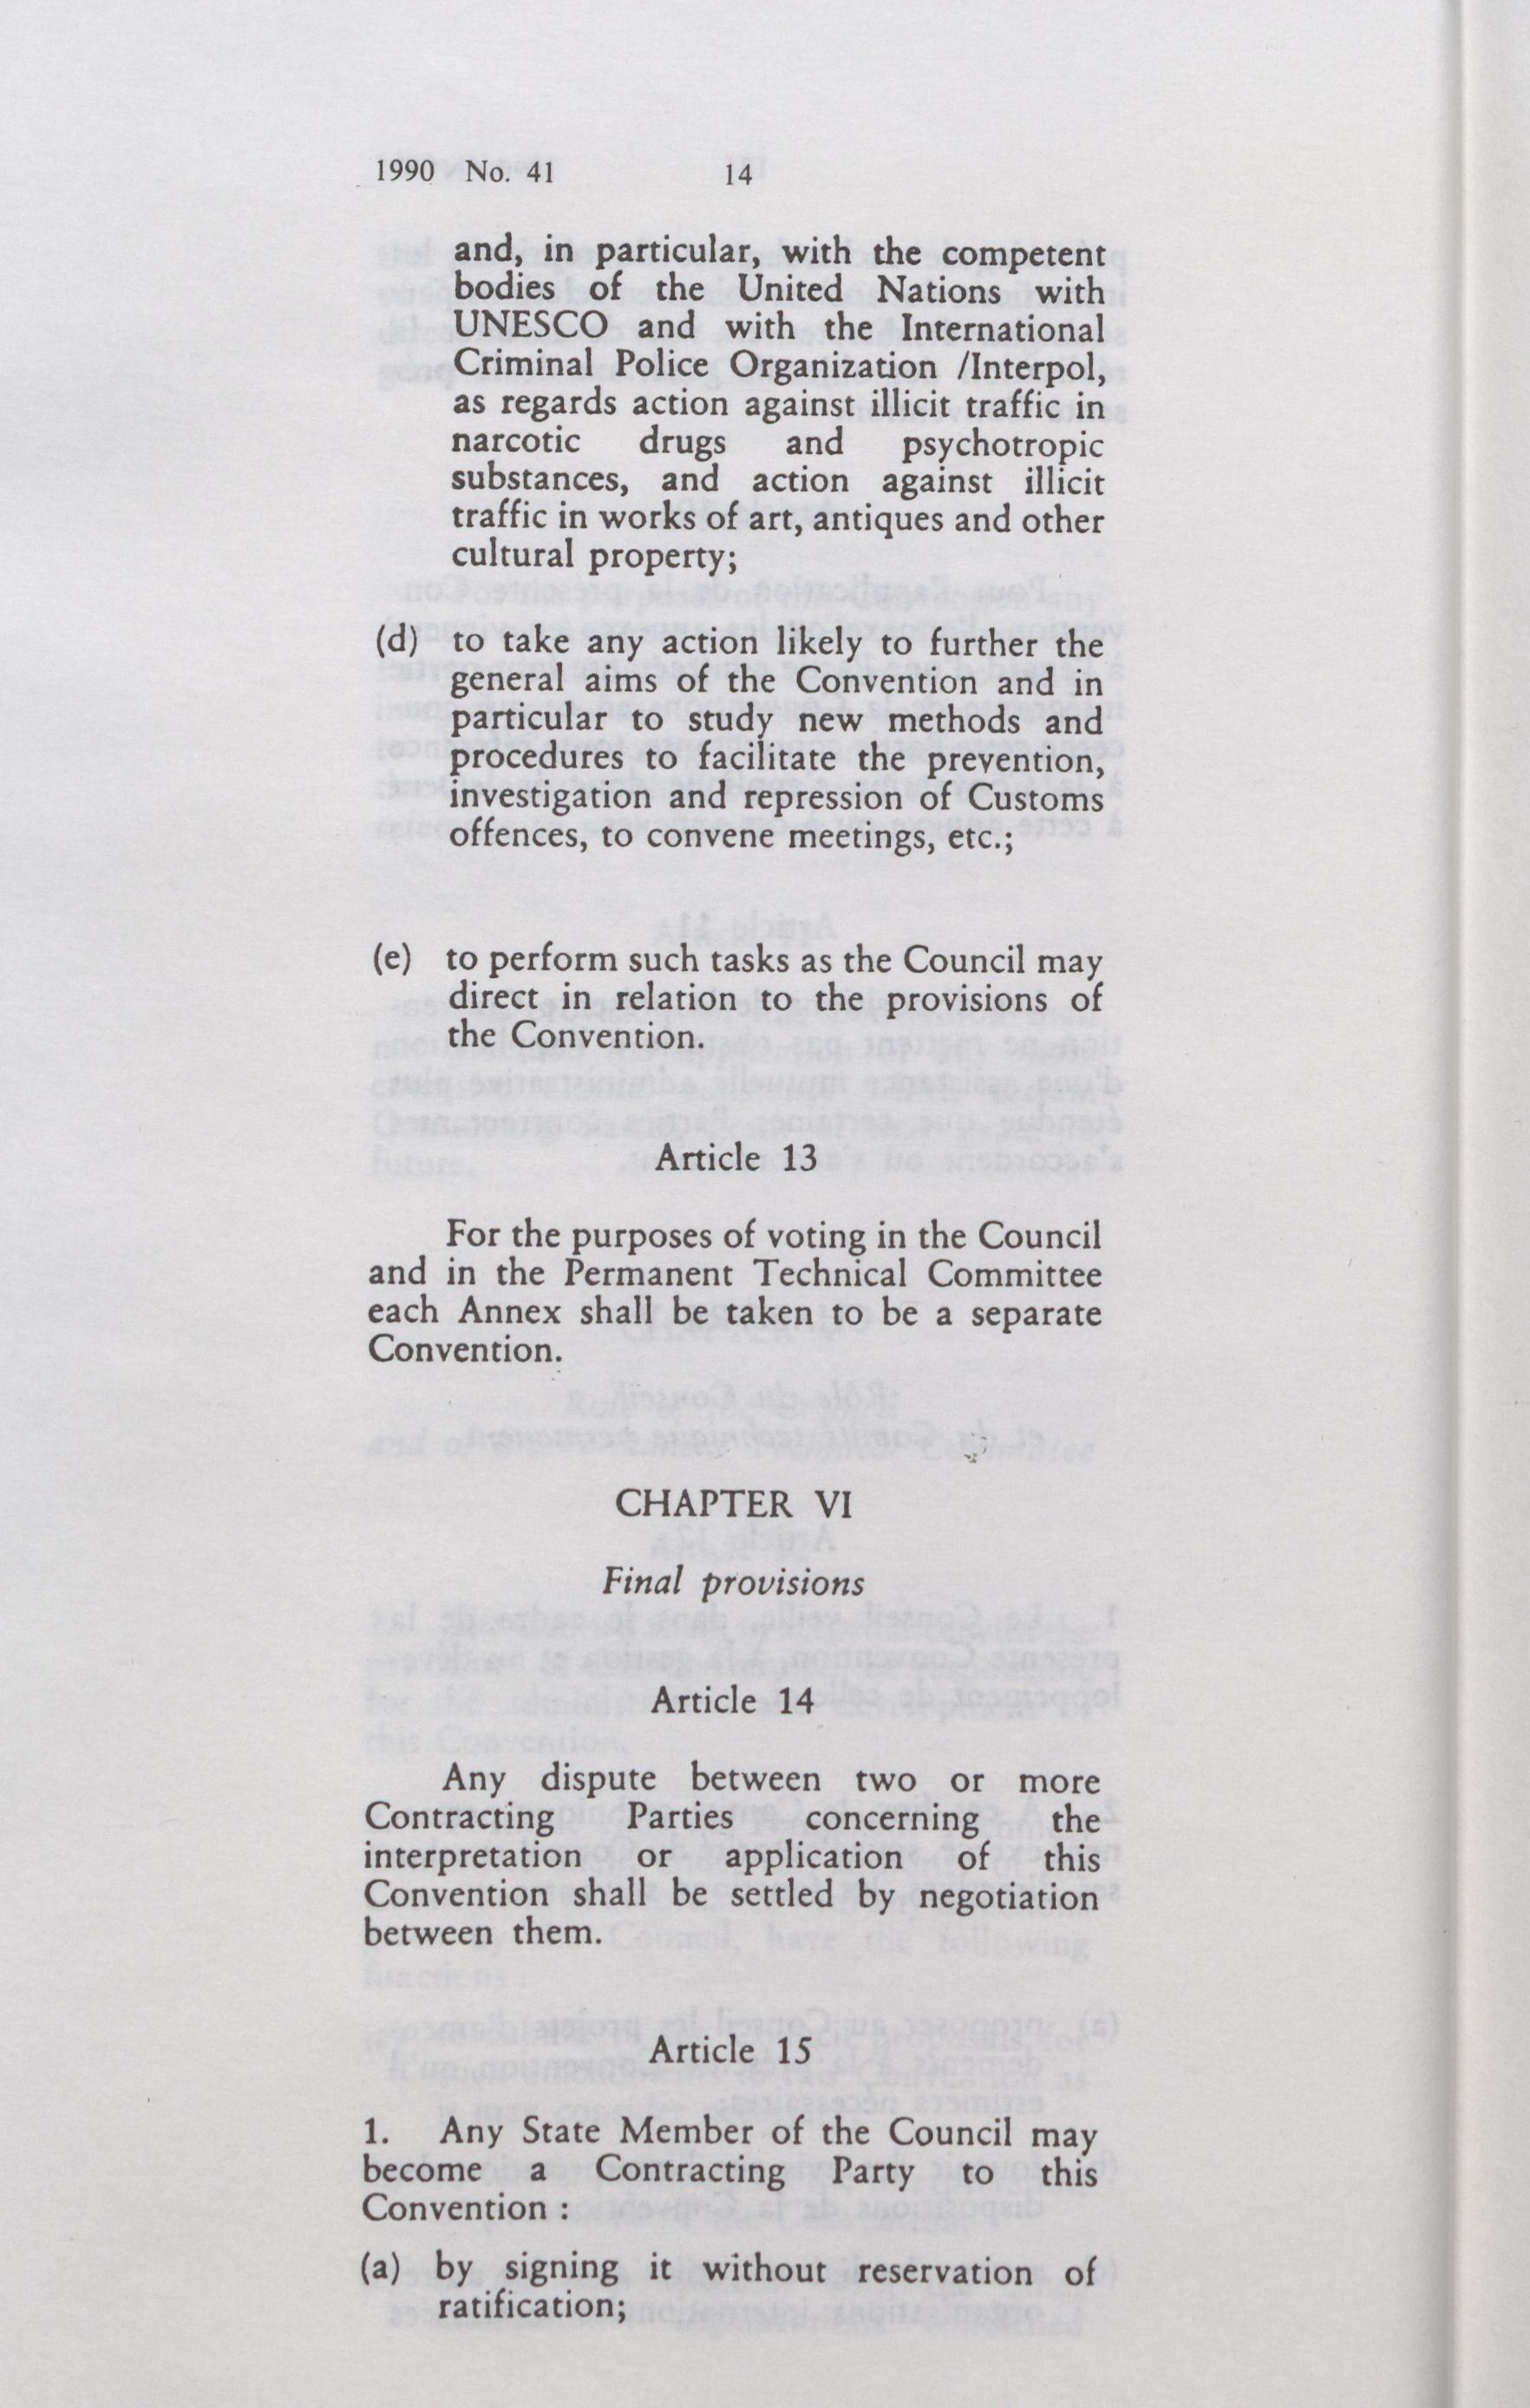 1990 No. 41 14
and, in particular, with the competent
bodies of the United Nations with
UNESCO and with the International
Criminal Police Organization /Interpol,
as regards action against illicit traffic in
narcotic drugs and psychotropic
substances, and action against illicit
traffic in works of art, antiques and other
cultural property;
(d) to take any action likely to further the
general aims of the Convention and in
particular to study new methods and
procedures to facilitate the prevention,
investigation and repression of Customs
offences, to convene meetings, etc.;
(e) to perform such tasks as the Council may
direct in relation to the provisions of
the Convention.
Article 13
For the purposes of voting in the Council
and in the Permanent Technical Committee
each Annex shall be taken to be a separate
Convention.
CHAPTER VI
Final provisions
Article 14
Any dispute between two or more
Contracting Parties concerning the
interpretation or application of this
Convention shall be settled by negotiation
between them.
Article 15
1. Any State Member of the Council may
become a Contracting Party to this
Convention :
(a) by signing it without reservation of
ratification;